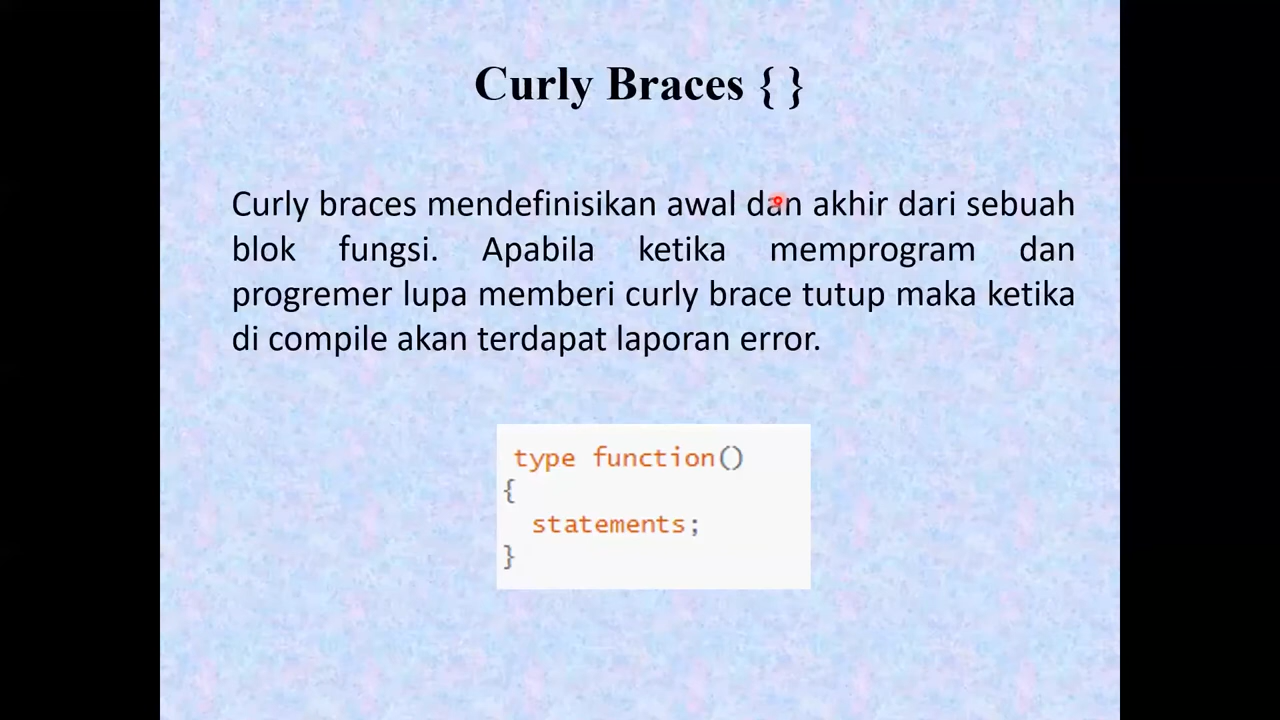 Curly Braces { }
Curly braces mendefinisikan awal dan akhir dari sebuah
blok fungsi. Apabila ketika memprogram dan
progremer lupa memberi curly brace tutup maka ketika
di compile akan terdapat laporan error.
type function()
{
statements;
}